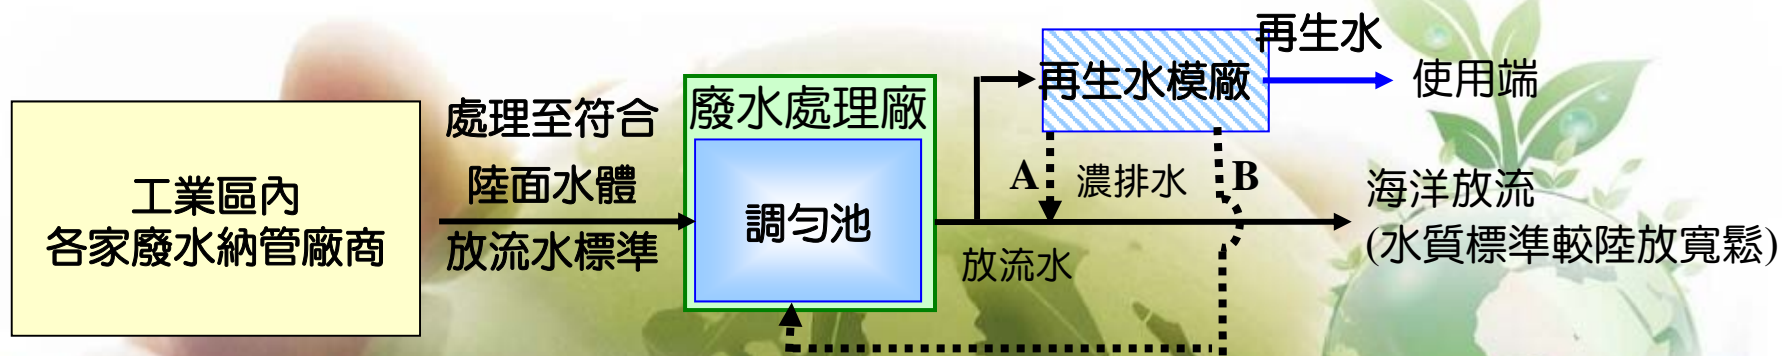 工業區內
各家廢水納管廠商
處理至符合
陸面水體
放流水標準
廢水處理廠
調勻池
再生水模廠
再生水
使用端
A
濃排水
B
放流水
海洋放流
(水質標準較陸放寬鬆)